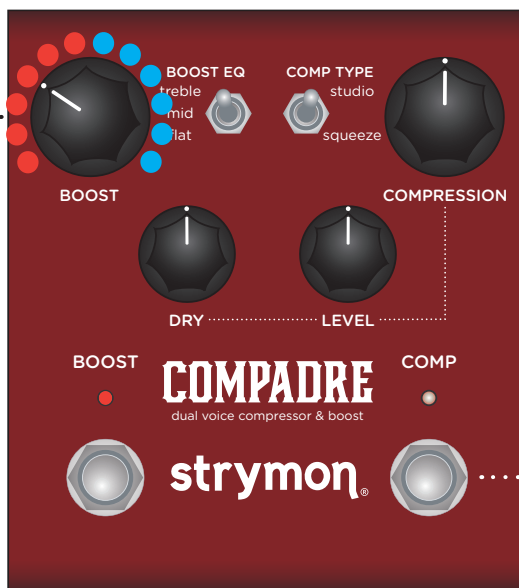 BOOST EQ
treble
mid
flat
COMP TYPE
studio
squeeze
BOOST
COMPRESSION
DRY
LEVEL
BOOST
COMP
COMPADRE
dual voice compressor & boost
strymon®